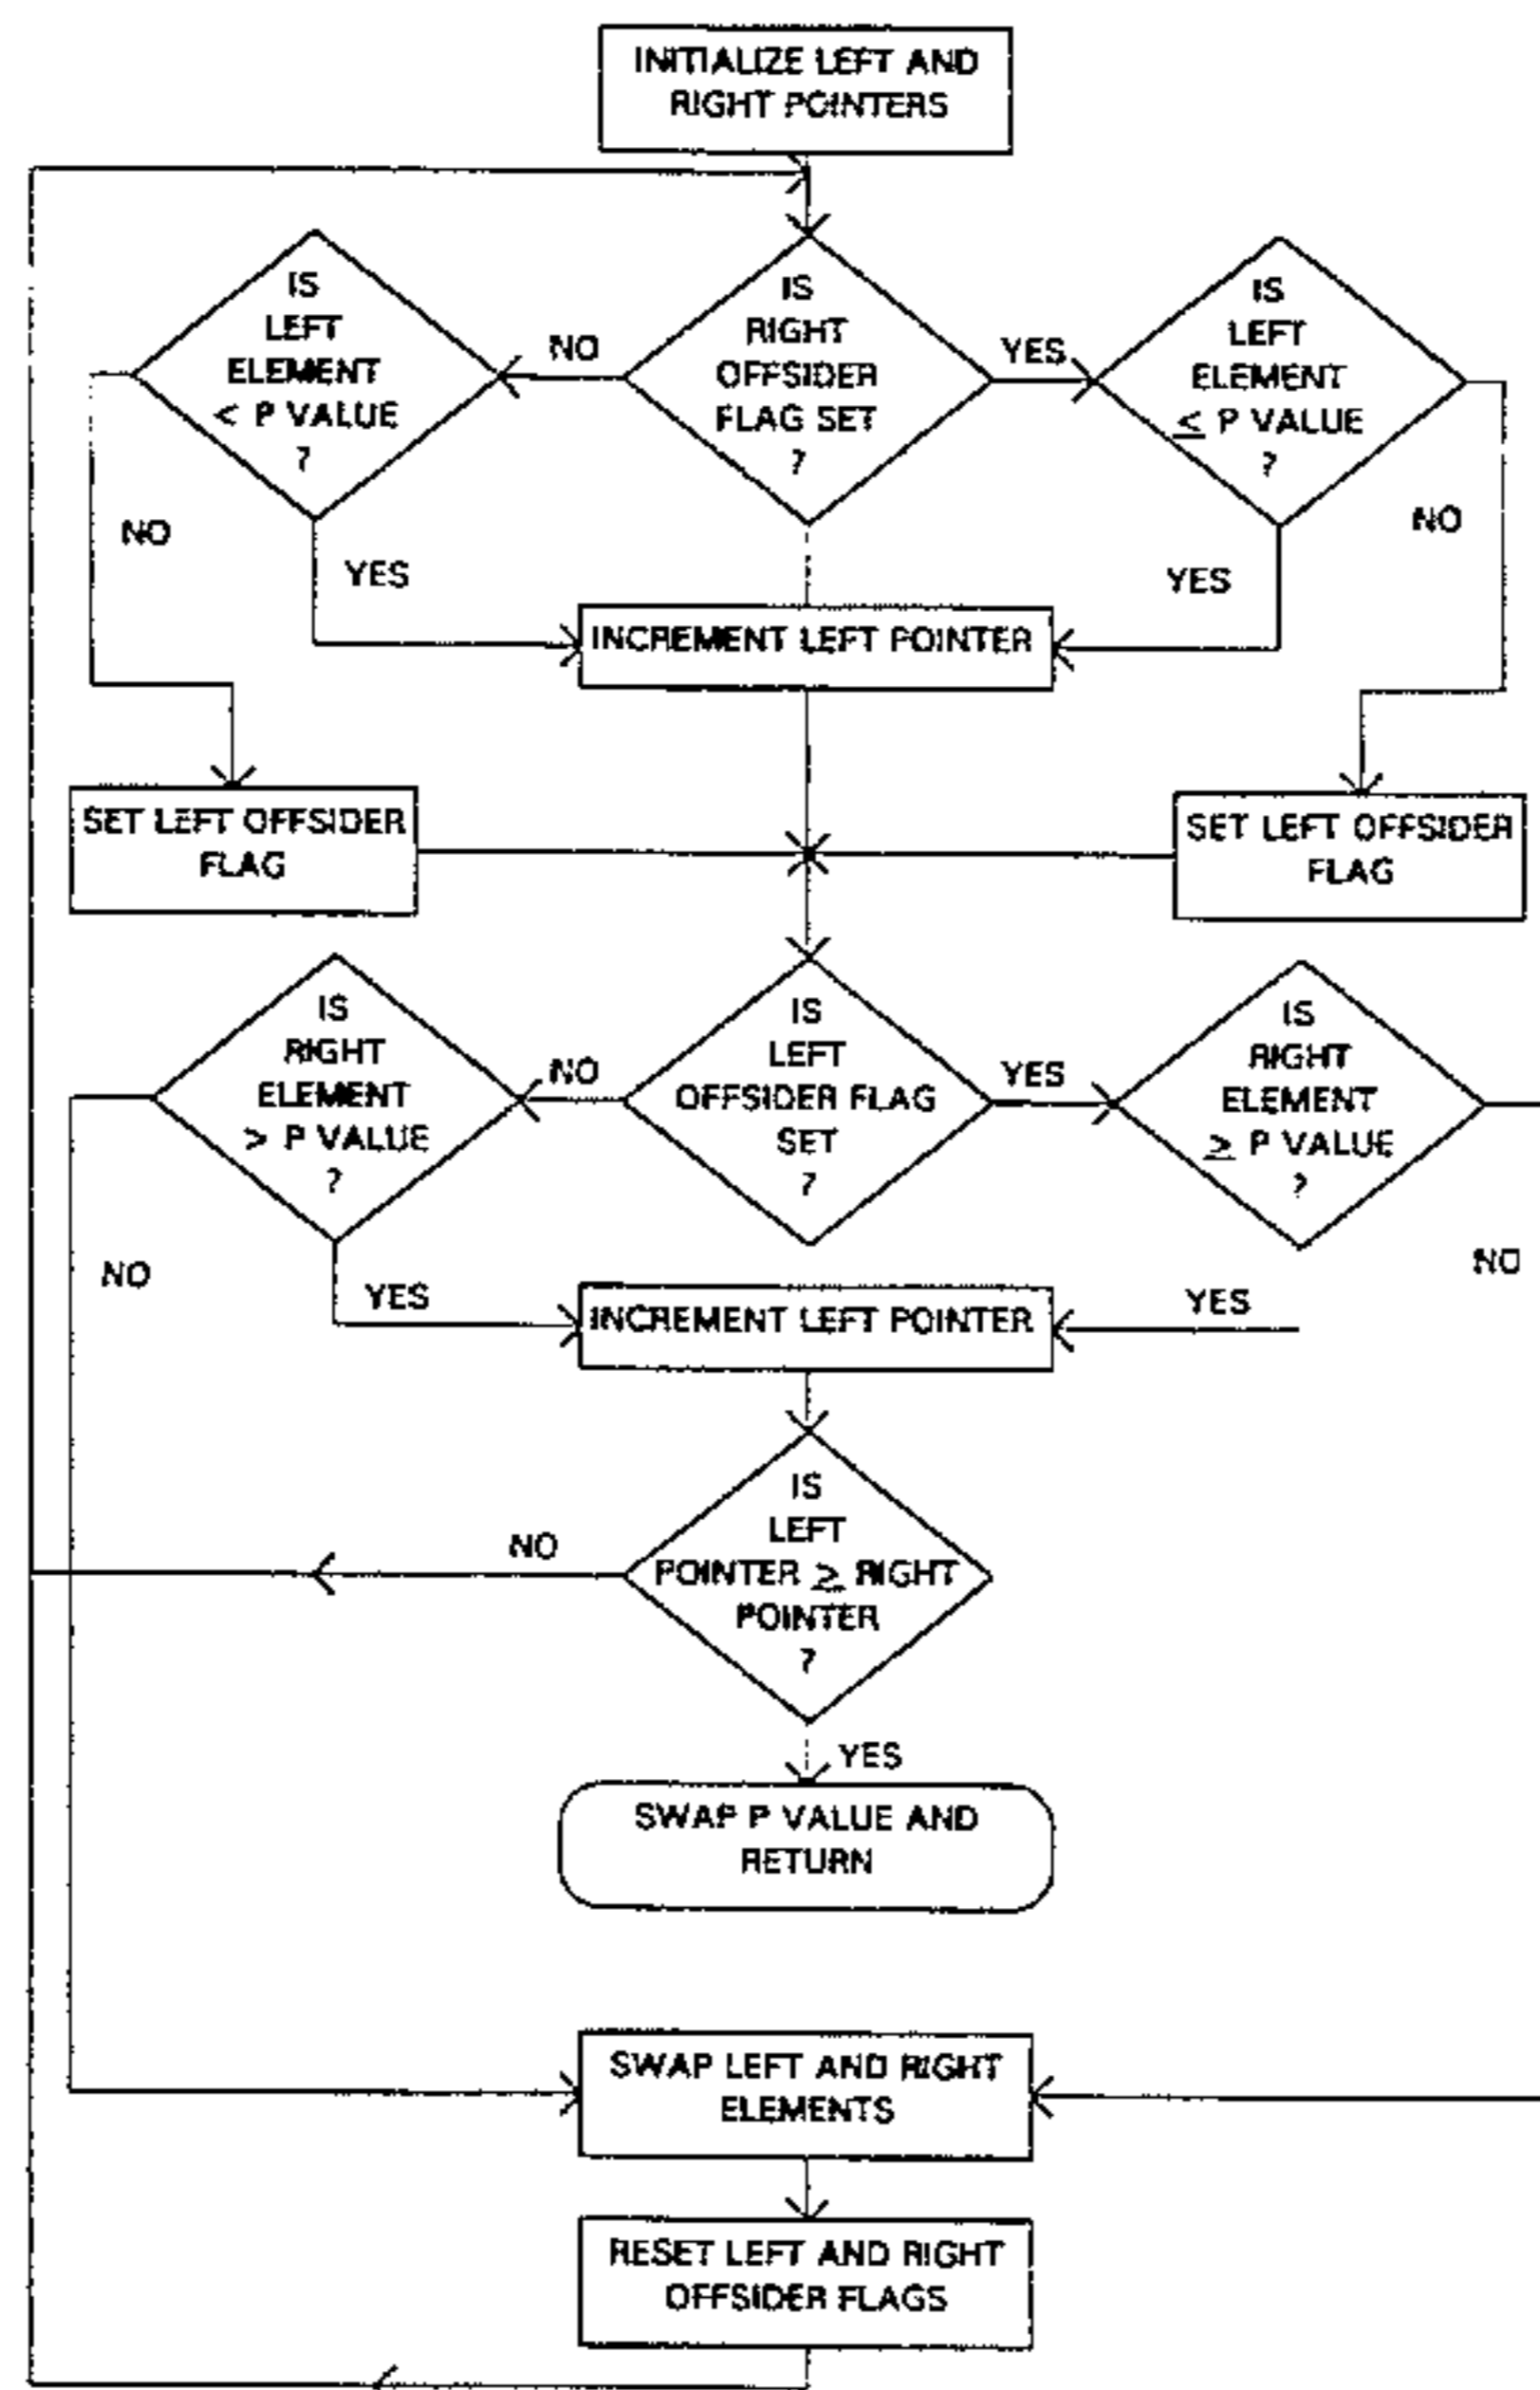 INITIALIZE LEFT AND
RIGHT POINTERS
IS
LEFT
ELEMENT
< P VALUE
?
NO
IS
RIGHT
OFFSIDER
FLAG SET
?
YES
IS
LEFT
ELEMENT
≤ P VALUE
?
NO
YES
YES
NO
INCREMENT LEFT POINTER
SET LEFT OFFSIDER
FLAG
SET LEFT OFFSIDER
FLAG
IS
RIGHT
ELEMENT
> P VALUE
?
NO
IS
LEFT
OFFSIDER FLAG
SET
?
YES
IS
RIGHT
ELEMENT
≥ P VALUE
?
NO
YES
YES
NO
INCREMENT LEFT POINTER
IS
LEFT
POINTER ≥ RIGHT
POINTER
?
NO
YES
SWAP P VALUE AND
RETURN
SWAP LEFT AND RIGHT
ELEMENTS
RESET LEFT AND RIGHT
OFFSIDER FLAGS